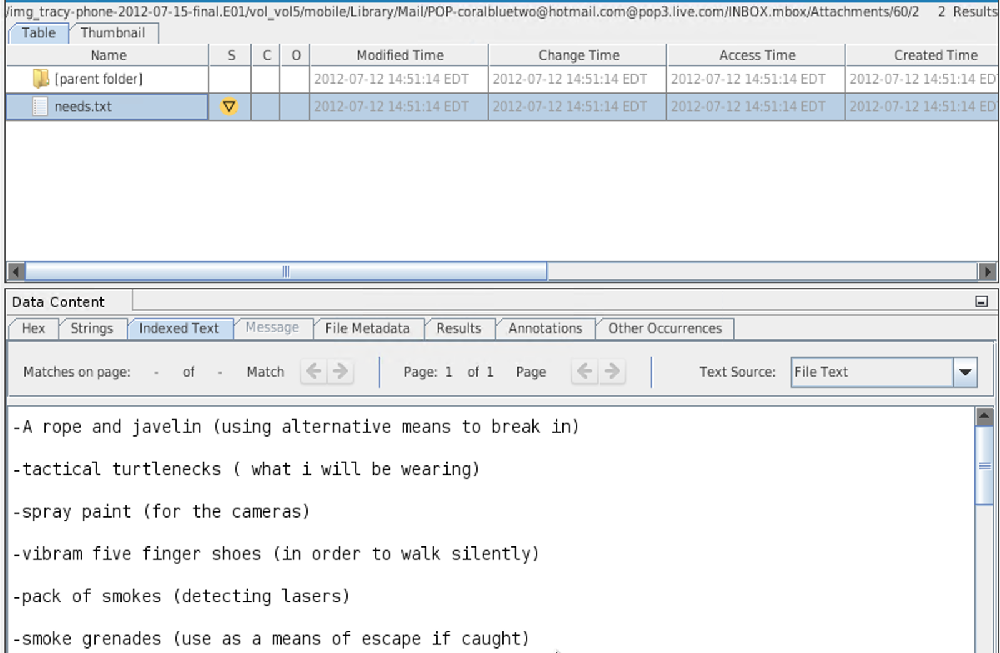 /img_tracy-phone-2012-07-15-final.E01/vol_vol5/mobile/Library/Mail/POP-coralbluetwo@hotmail.com@pop3.live.com/INBOX.mbox/Attachments/60/2 2 Results
Table Thumbnail
Name S C O Modified Time Change Time Access Time Created Time
[parent folder] 2012-07-12 14:51:14 EDT 2012-07-12 14:51:14 EDT 2012-07-12 14:51:14 EDT 2012-07-12 14:51:14 ED
needs.txt 2012-07-12 14:51:14 EDT 2012-07-12 14:51:14 EDT 2012-07-12 14:51:14 EDT 2012-07-12 14:51:14 ED
Data Content
Hex Strings Indexed Text Message File Metadata Results Annotations Other Occurrences
Matches on page: - of - Match Page: 1 of 1 Page Text Source: File Text
-A rope and javelin (using alternative means to break in)
-tactical turtlenecks ( what i will be wearing)
-spray paint (for the cameras)
-vibram five finger shoes (in order to walk silently)
-pack of smokes (detecting lasers)
-smoke grenades (use as a means of escape if caught)